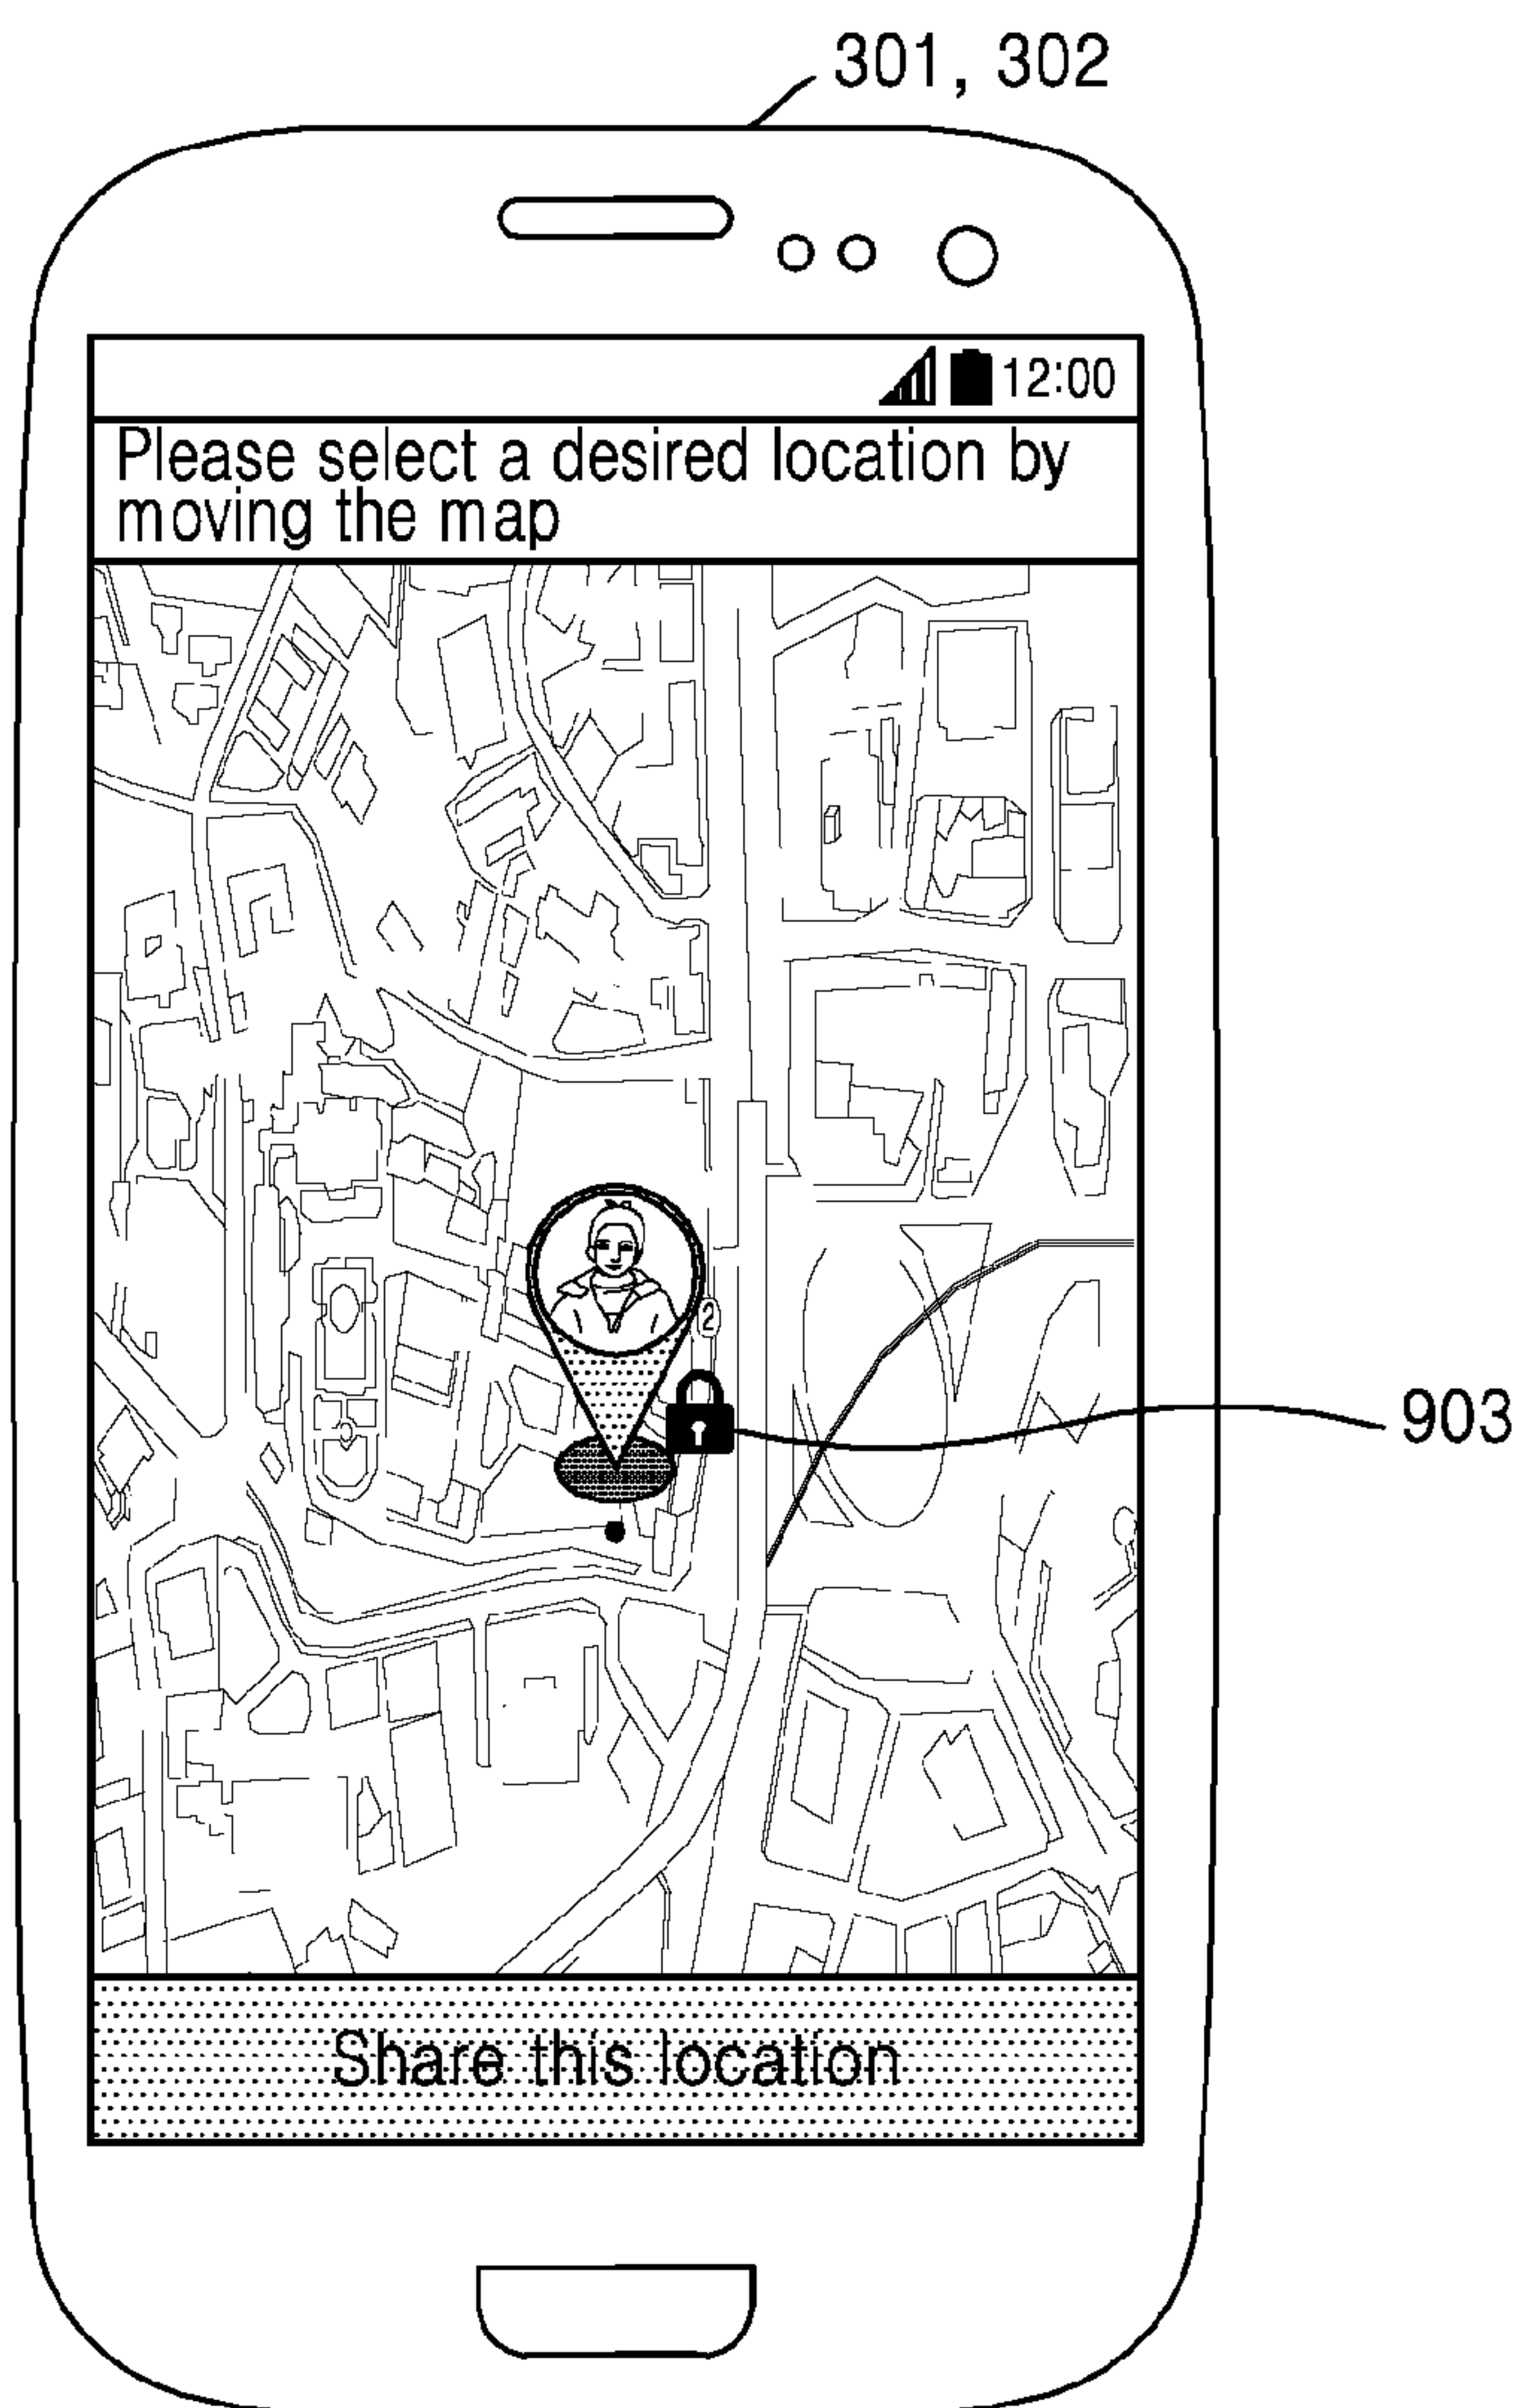 301, 302
12:00
Please select a desired location by
moving the map
2
903
Share this location